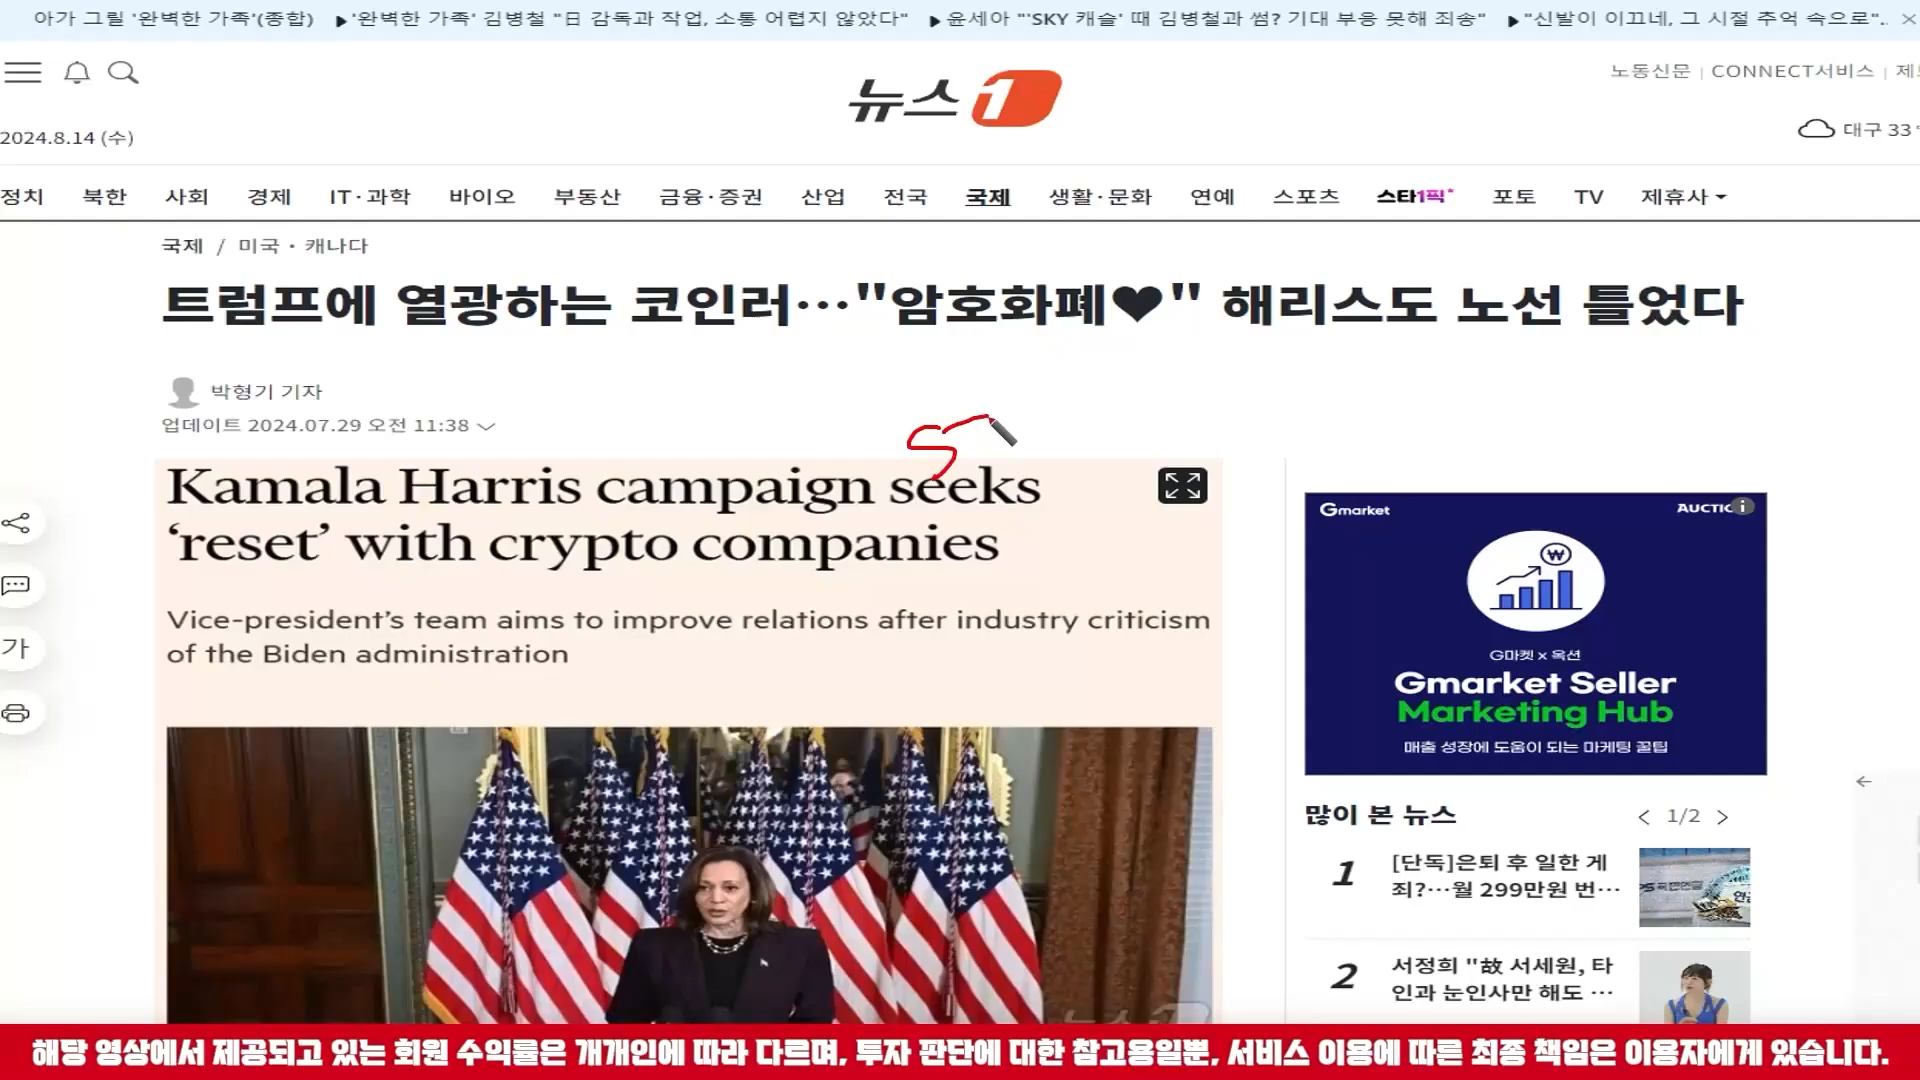 아가 그릴 '완벽한 가족'(종합) ▶'완벽한 가족' 김병철 "日 감독과 작업, 소통 어렵지 않았다" ▶윤세아 "'SKY 캐슬' 때 김병철과 썸? 기대 부응 못해 죄송" ▶"신발이 이끄네, 그 시절 추억 속으로"..
뉴스1
노동신문 | CONNECT서비스 |
2024.8.14 (수)
대구 33
정치 북한 사회 경제 IT·과학 바이오 부동산 금융·증권 산업 전국 국제 생활·문화 연예 스포츠 스타1픽 포토 TV 제휴사
국제 / 미국·캐나다
트럼프에 열광하는 코인러…"암호화폐♥" 해리스도 노선 틀었다
박형기 기자
업데이트 2024.07.29 오전 11:38
5
Kamala Harris campaign seeks
‘reset’ with crypto companies
Vice-president’s team aims to improve relations after industry criticism
of the Biden administration
가
Gmarket
G마켓 x 옥션
Gmarket Seller
Marketing Hub
매출 성장에 도움이 되는 마케팅 꿀팁
많이 본 뉴스
1/2
1
[단독]은퇴 후 일한 게
죄?…월 299만원 번…
2
서정희 "故 서세원, 타
인과 눈인사만 해도 …
해당 영상에서 제공되고 있는 회원 수익률은 개개인에 따라 다르며, 투자 판단에 대한 참고용일뿐, 서비스 이용에 따른 최종 책임은 이용자에게 있습니다.